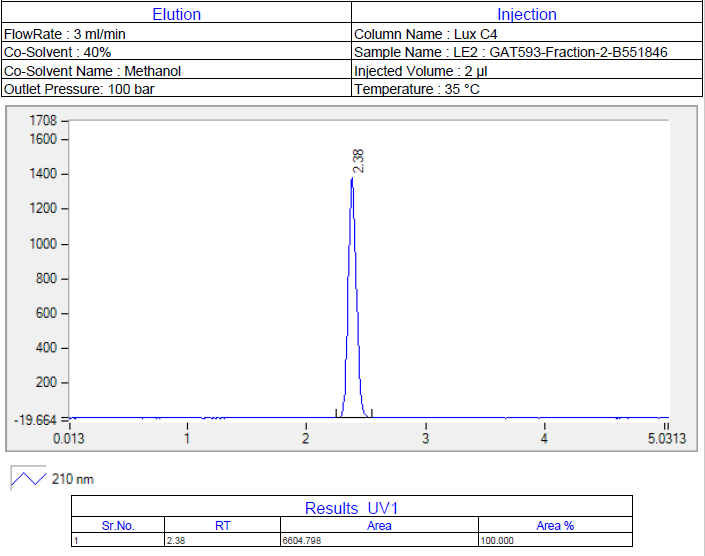 Elution Injection
FlowRate : 3 ml/min Column Name : Lux C4
Co-Solvent : 40% Sample Name : LE2 : GAT593-Fraction-2-B551846
Co-Solvent Name : Methanol Injected Volume : 2 µl
Outlet Pressure: 100 bar Temperature : 35 °C
1708
1600
1400
1200
1000
800
600
400
200
-19.664
2.38
0.013 1 2 3 4 5.0313
210 nm
Results UV1
Sr.No. RT Area Area %
1 2.38 6604.798 100.000